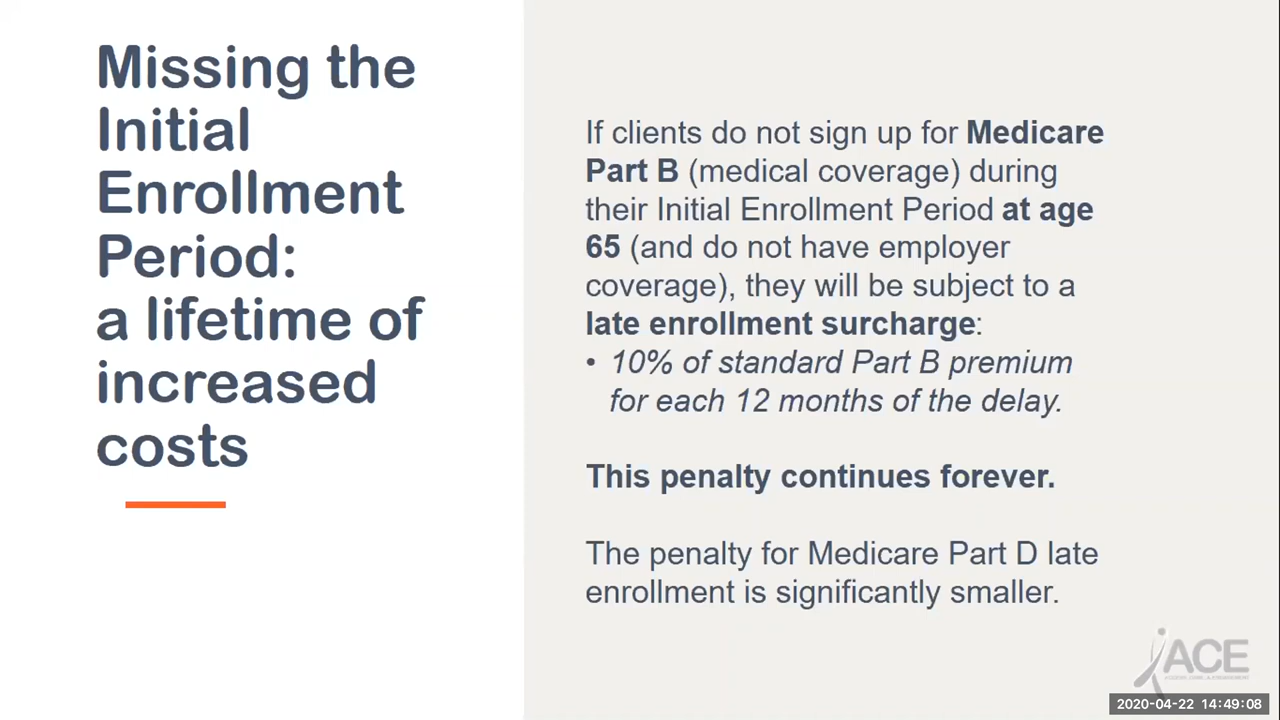 Missing the
Initial
Enrollment
Period:
a lifetime of
increased
costs
If clients do not sign up for Medicare
Part B (medical coverage) during
their Initial Enrollment Period at age
65 (and do not have employer
coverage), they will be subject to a
late enrollment surcharge:
• 10% of standard Part B premium
for each 12 months of the delay.
This penalty continues forever.
The penalty for Medicare Part D late
enrollment is significantly smaller.
ACE
2020-04-22 14:49:08